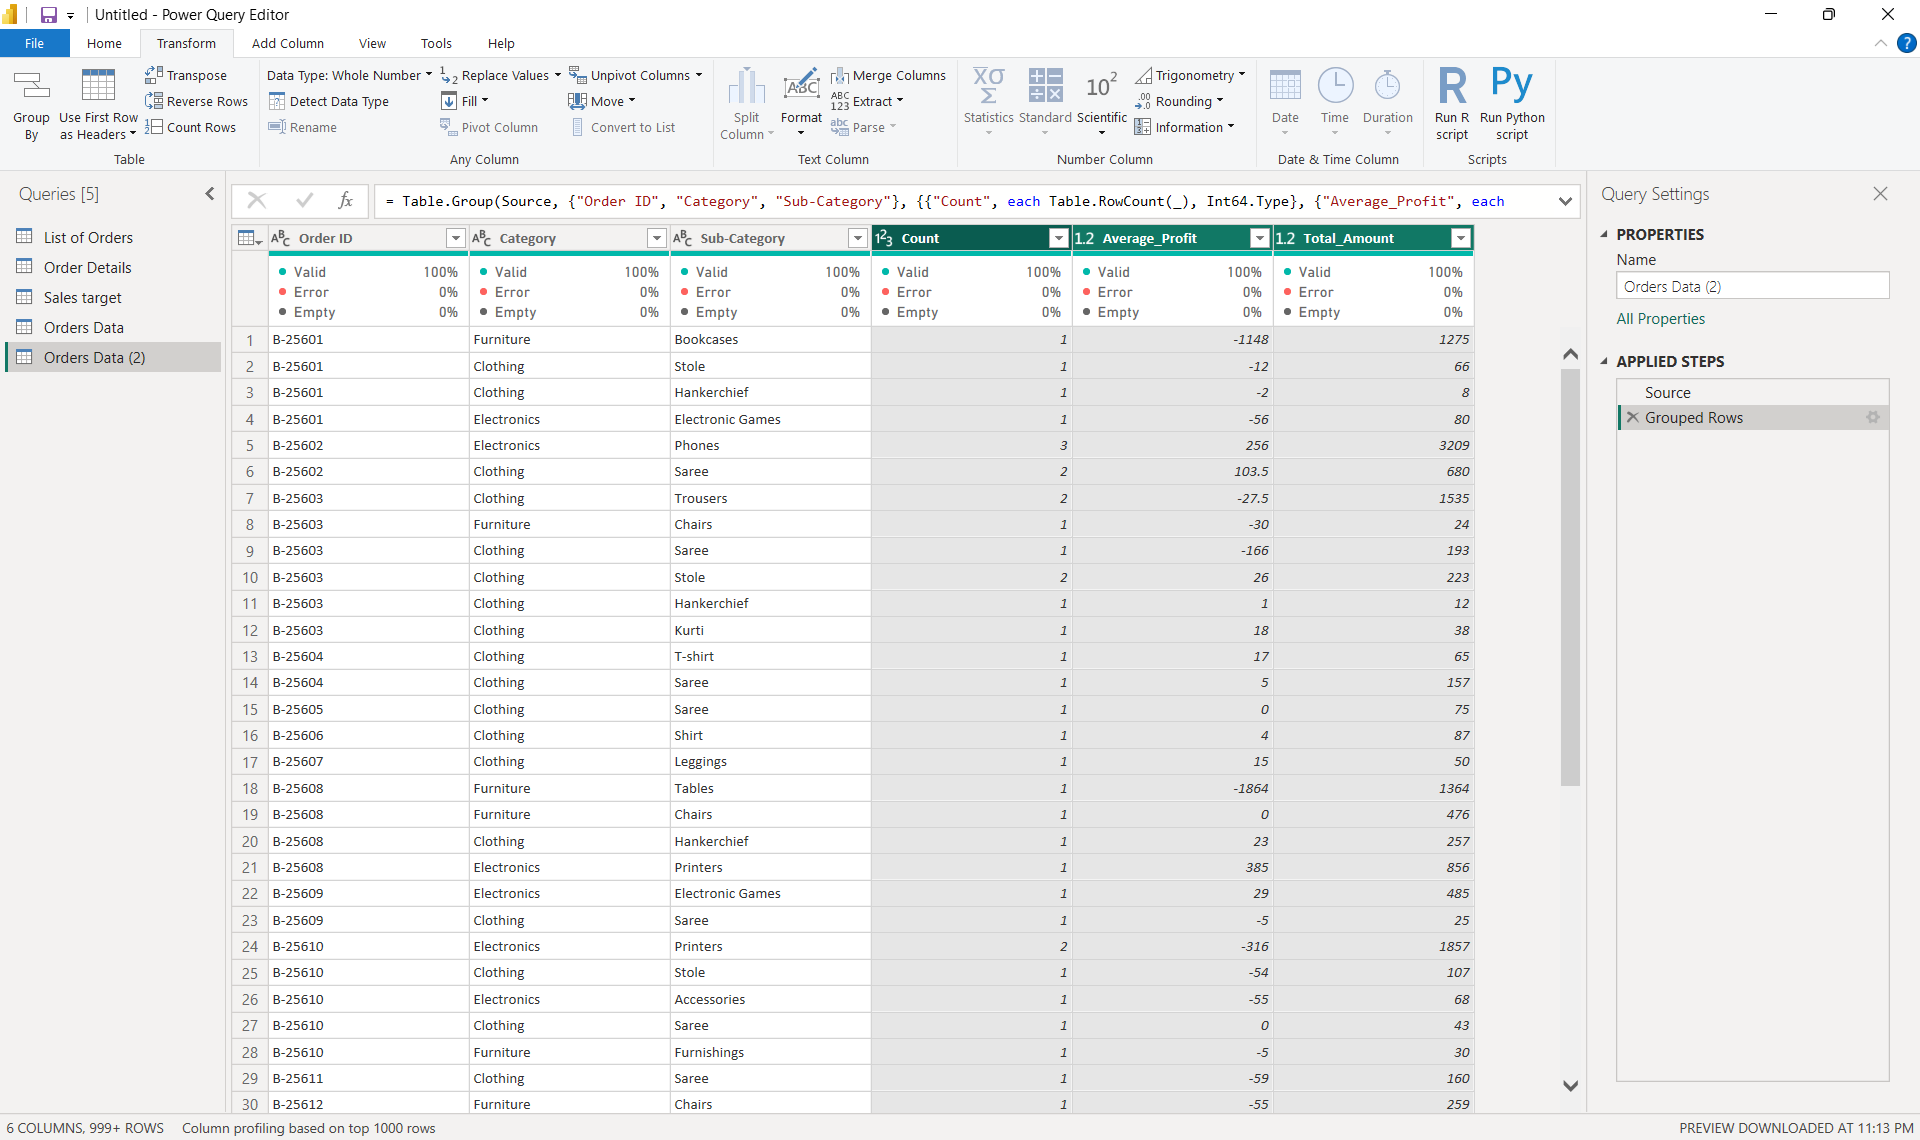 Untitled - Power Query Editor
File Home Transform Add Column View Tools Help ?
Group By
Use First Row as Headers
Transpose
Reverse Rows
Count Rows
Table
Data Type: Whole Number
Detect Data Type
Rename
1 2 Replace Values
Fill
Pivot Column
Unpivot Columns
Move
Convert to List
Any Column
Split Column
ABC
Format
Merge Columns
ABC 123 Extract
abc Parse
Text Column
XΣσ Statistics
Standard
10² Scientific
Trigonometry
.00 →.0 Rounding
Information
Number Column
Date
Time
Duration
Date & Time Column
R
Run R script
Py
Run Python script
Scripts
Queries [5]
List of Orders
Order Details
Sales target
Orders Data
Orders Data (2)
fx = Table.Group(Source, {"Order ID", "Category", "Sub-Category"}, {{"Count", each Table.RowCount(_), Int64.Type}, {"Average_Profit", each
ABC Order ID ABC Category ABC Sub-Category 123 Count 1.2 Average_Profit 1.2 Total_Amount
Valid 100% Valid 100% Valid 100% Valid 100% Valid 100% Valid 100%
Error 0% Error 0% Error 0% Error 0% Error 0% Error 0%
Empty 0% Empty 0% Empty 0% Empty 0% Empty 0% Empty 0%
1 B-25601 Furniture Bookcases 1 -1148 1275
2 B-25601 Clothing Stole 1 -12 66
3 B-25601 Clothing Hankerchief 1 -2 8
4 B-25601 Electronics Electronic Games 1 -56 80
5 B-25602 Electronics Phones 3 256 3209
6 B-25602 Clothing Saree 2 103.5 680
7 B-25603 Clothing Trousers 2 -27.5 1535
8 B-25603 Furniture Chairs 1 -30 24
9 B-25603 Clothing Saree 1 -166 193
10 B-25603 Clothing Stole 2 26 223
11 B-25603 Clothing Hankerchief 1 1 12
12 B-25603 Clothing Kurti 1 18 38
13 B-25604 Clothing T-shirt 1 17 65
14 B-25604 Clothing Saree 1 5 157
15 B-25605 Clothing Saree 1 0 75
16 B-25606 Clothing Shirt 1 4 87
17 B-25607 Clothing Leggings 1 15 50
18 B-25608 Furniture Tables 1 -1864 1364
19 B-25608 Furniture Chairs 1 0 476
20 B-25608 Clothing Hankerchief 1 23 257
21 B-25608 Electronics Printers 1 385 856
22 B-25609 Electronics Electronic Games 1 29 485
23 B-25609 Clothing Saree 1 -5 25
24 B-25610 Electronics Printers 2 -316 1857
25 B-25610 Clothing Stole 1 -54 107
26 B-25610 Electronics Accessories 1 -55 68
27 B-25610 Clothing Saree 1 0 43
28 B-25610 Furniture Furnishings 1 -5 30
29 B-25611 Clothing Saree 1 -59 160
30 B-25612 Furniture Chairs 1 -55 259
Query Settings
PROPERTIES
Name
Orders Data (2)
All Properties
APPLIED STEPS
Source
Grouped Rows
6 COLUMNS, 999+ ROWS Column profiling based on top 1000 rows PREVIEW DOWNLOADED AT 11:13 PM